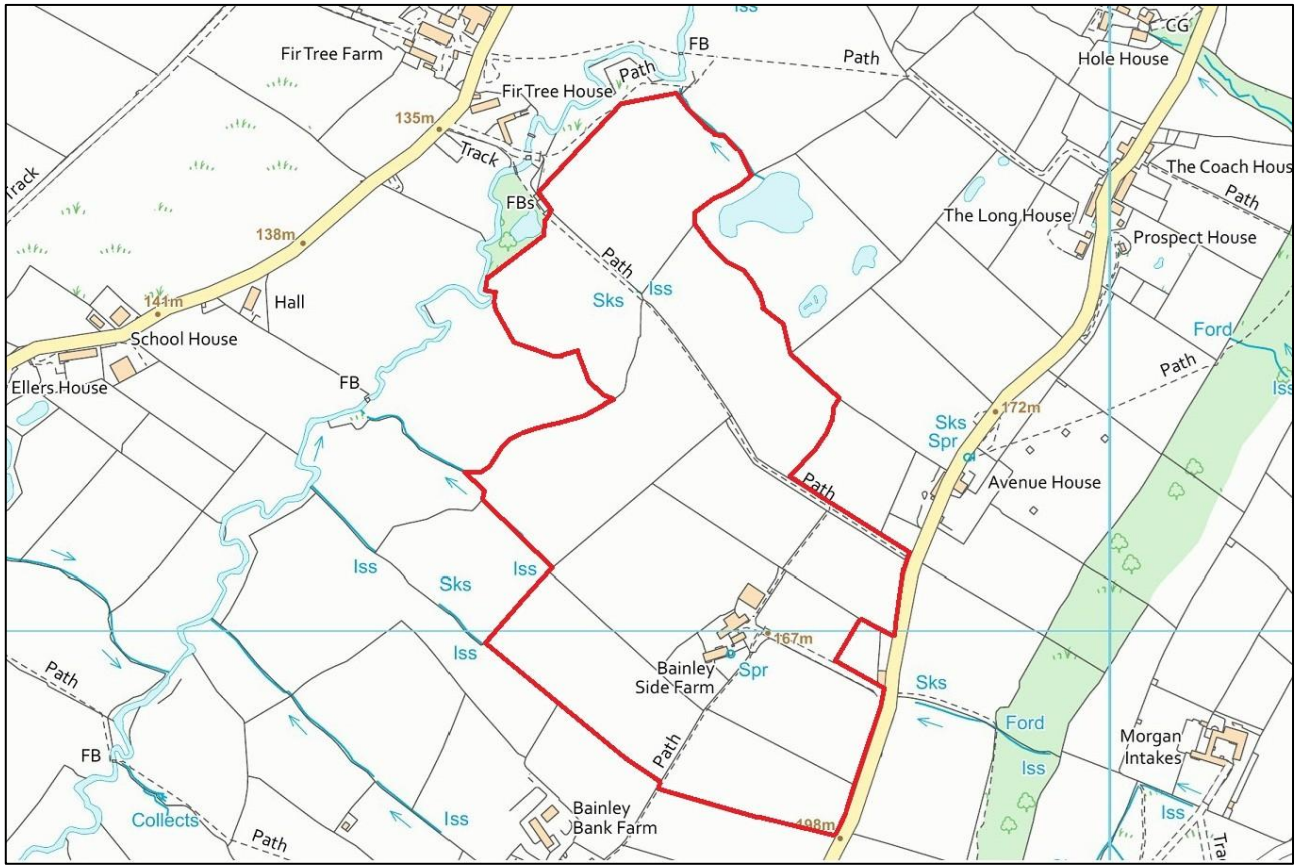 Iss
CG
Fir Tree Farm
FB
Path
Path
Hole House
Fir Tree House
135m
Track
The Coach Hous
Path
Track
FBs
The Long House
138m
Prospect House
Path
Iss
Sks
141m
Hall
School House
Ford
Path
Ellers House
FB
Iss
172m
Sks
Spr
Path
Avenue House
Iss
Sks
Iss
Iss
167m
Bainley
Side Farm
Spr
Path
Sks
Ford
Morgan
Intakes
FB
Path
Iss
Collects
Iss
Bainley
Bank Farm
Iss
198m
Path
Tra